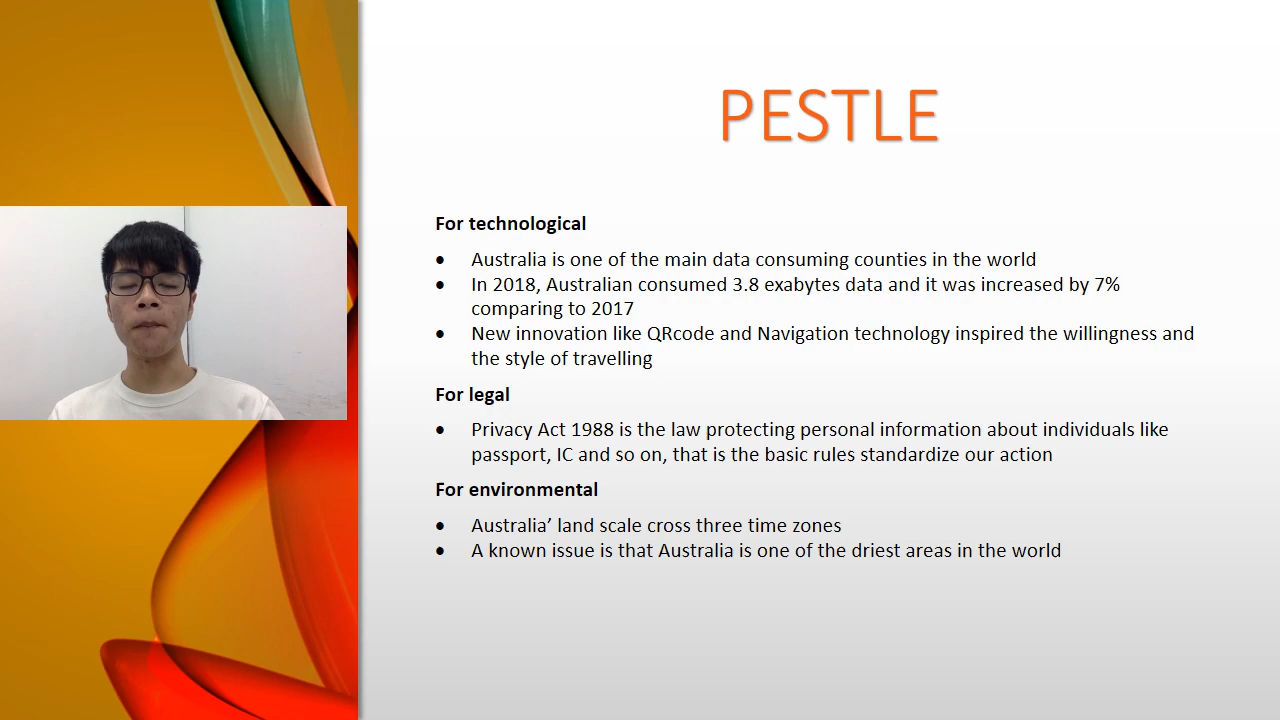 PESTLE
For technological
• Australia is one of the main data consuming counties in the world
• In 2018, Australian consumed 3.8 exabytes data and it was increased by 7%
comparing to 2017
• New innovation like QRcode and Navigation technology inspired the willingness and
the style of travelling
For legal
• Privacy Act 1988 is the law protecting personal information about individuals like
passport, IC and so on, that is the basic rules standardize our action
For environmental
• Australia’ land scale cross three time zones
• A known issue is that Australia is one of the driest areas in the world